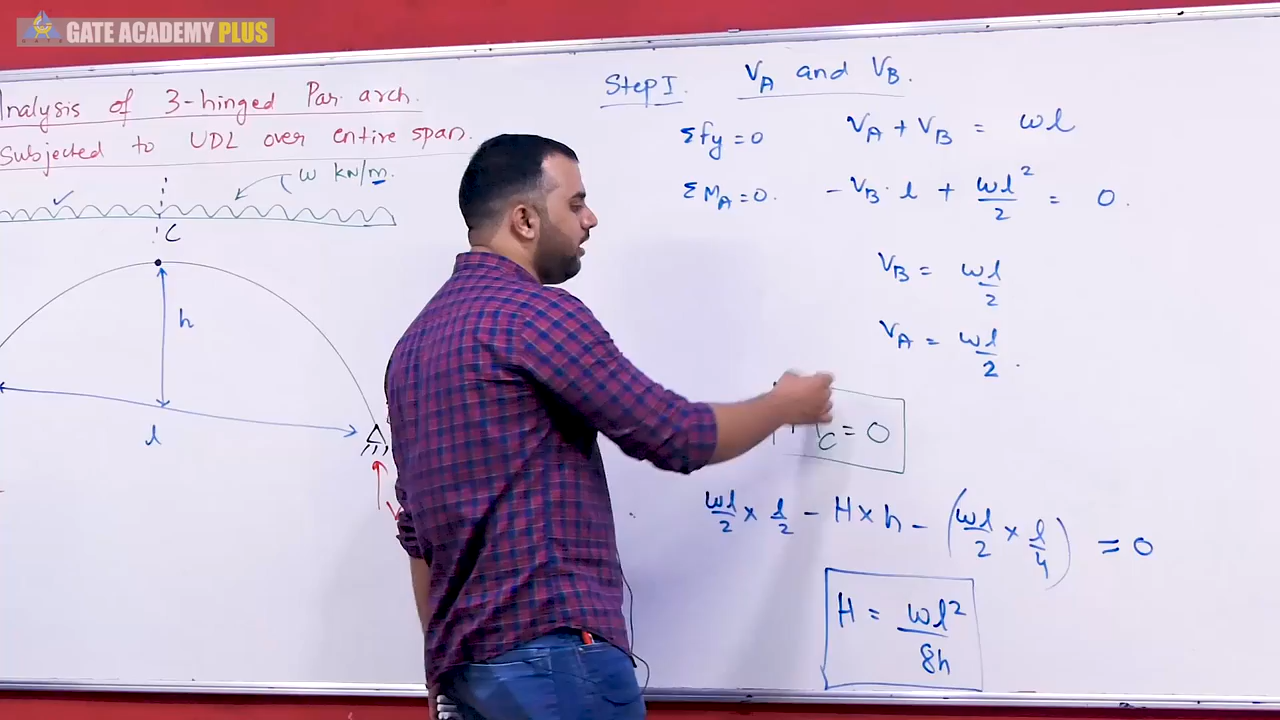 GATE ACADEMY PLUS
Analysis of 3-hinged Par. arch.
Subjected to UDL over entire span.
w kN/m.
C
h
l
V
Step I. VA and VB.
Σfy=0 VA + VB = wl
ΣMA=0. -VB. l + wl²/2 = 0.
VB = wl/2
VA = wl/2.
C = 0
wl/2 × l/2 - H×h - (wl/2 × l/4) = 0
H = wl²/8h